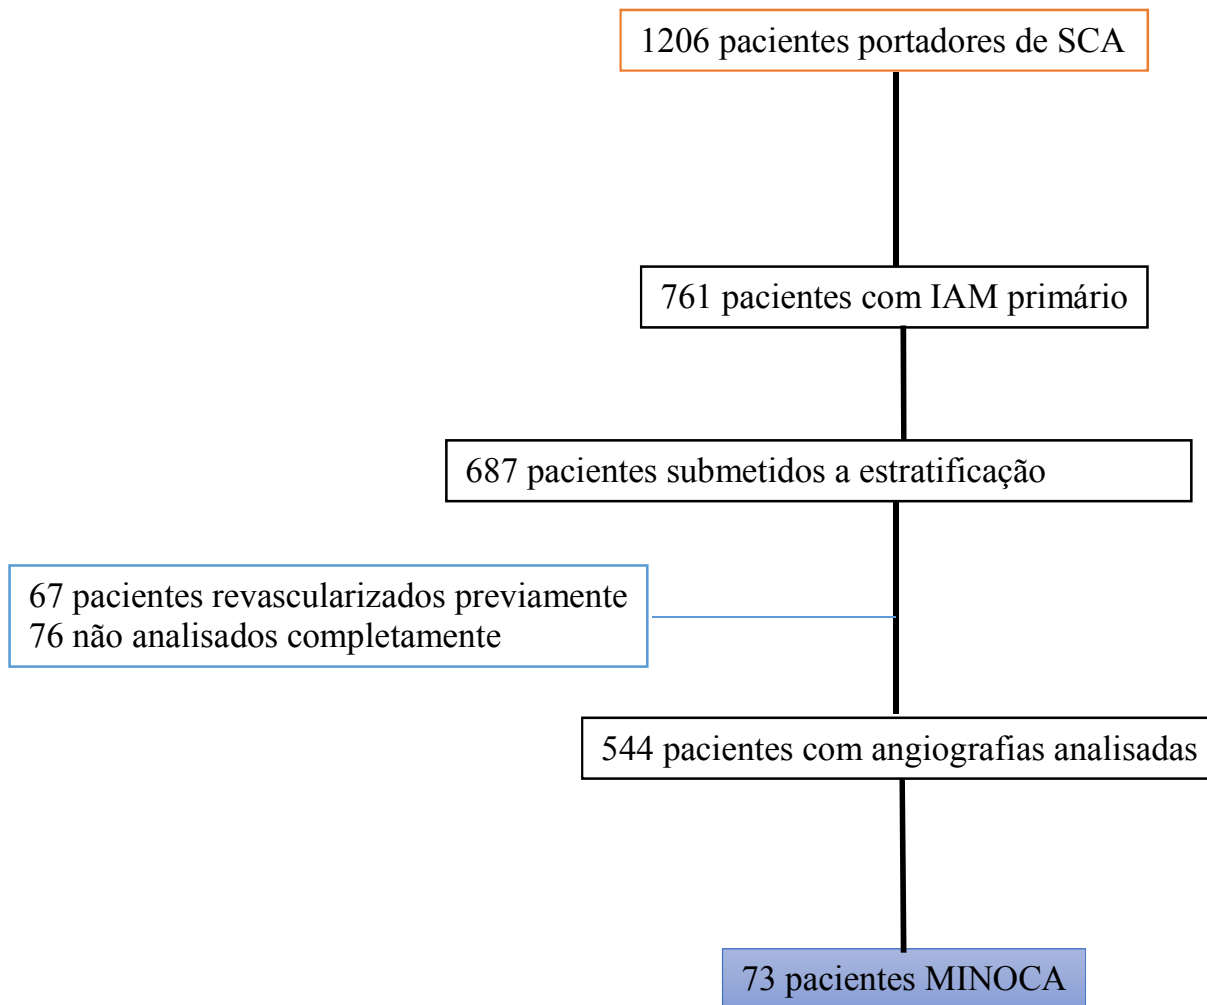 1206 pacientes portadores de SCA
761 pacientes com IAM primário
687 pacientes submetidos a estratificação
67 pacientes revascularizados previamente
76 não analisados completamente
544 pacientes com angiografias analisadas
73 pacientes MINOCA